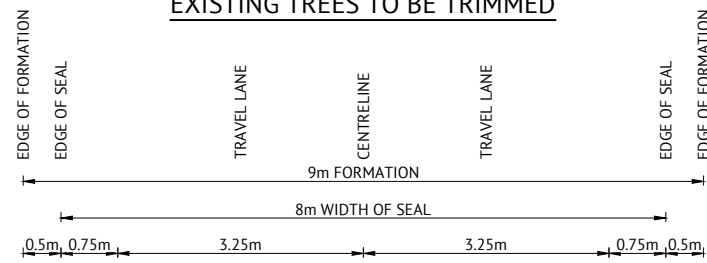 EXISTING TREES TO BE TRIMMED
EDGE OF FORMATION
EDGE OF SEAL
TRAVEL LANE
CENTRELINE
TRAVEL LANE
EDGE OF SEAL
EDGE OF FORMATION
9m FORMATION
8m WIDTH OF SEAL
0.5m 0.75m 3.25m 3.25m 0.75m 0.5m